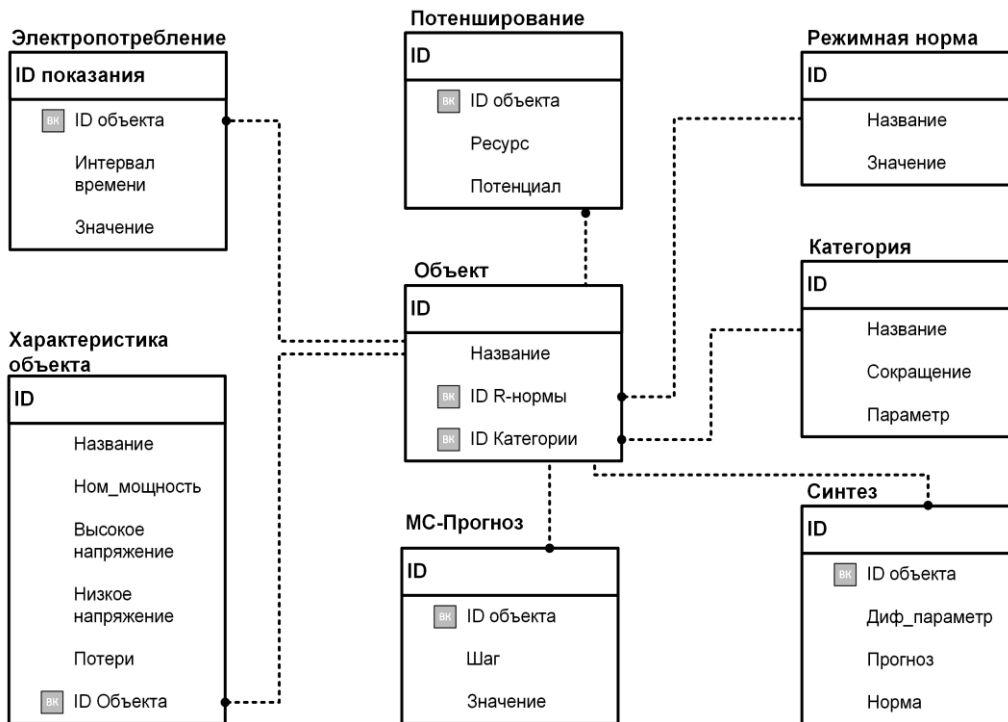 Электропотребление
ID показания
ВК ID объекта
Интервал
времени
Значение
Потенширование
ID
ВК ID объекта
Ресурс
Потенциал
Режимная норма
ID
Название
Значение
Характеристика
объекта
ID
Название
Ном_мощность
Высокое
напряжение
Низкое
напряжение
Потери
ВК ID Объекта
Объект
ID
Название
ВК ID R-нормы
ВК ID Категории
Категория
ID
Название
Сокращение
Параметр
МС-Прогноз
ID
ВК ID объекта
Шаг
Значение
Синтез
ID
ВК ID объекта
Диф_параметр
Прогноз
Норма